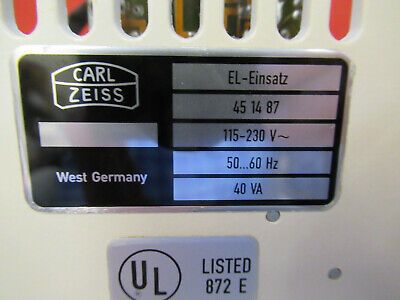 CARL
ZEISS
West Germany
EL-Einsatz
45 14 87
115-230 V~
50...60 Hz
40 VA
UL
LISTED
872 E